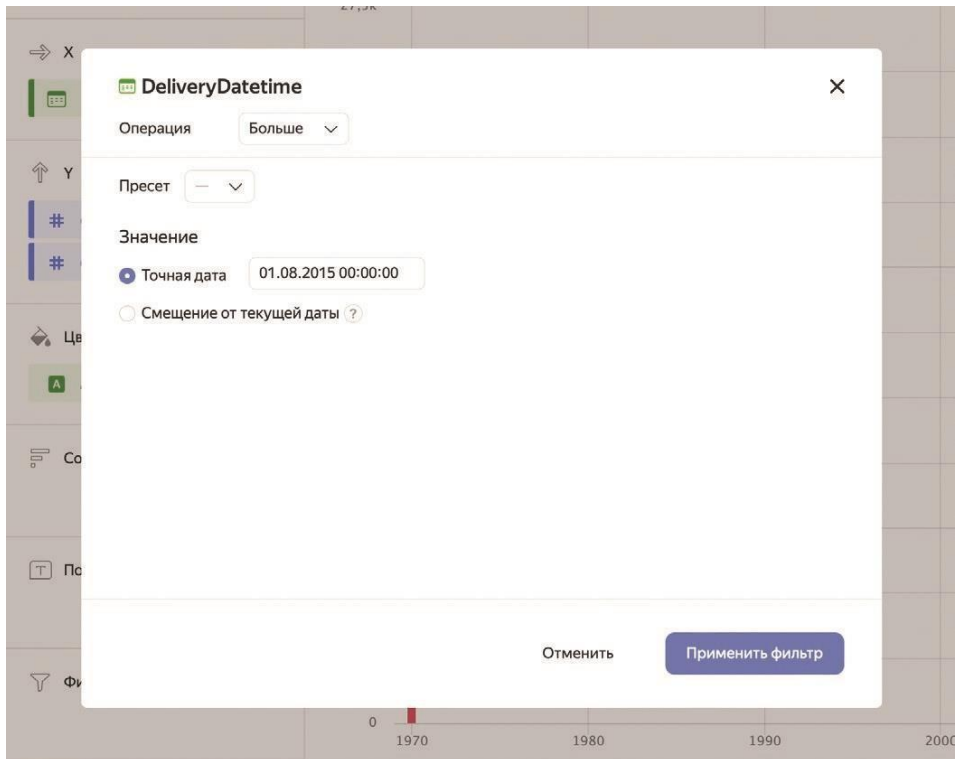 X
DeliveryDatetime
Операция Больше
Y
Пресет —
Значение
Точная дата 01.08.2015 00:00:00
Смещение от текущей даты ?
A
T
Отменить Применить фильтр
0
1970 1980 1990 2000